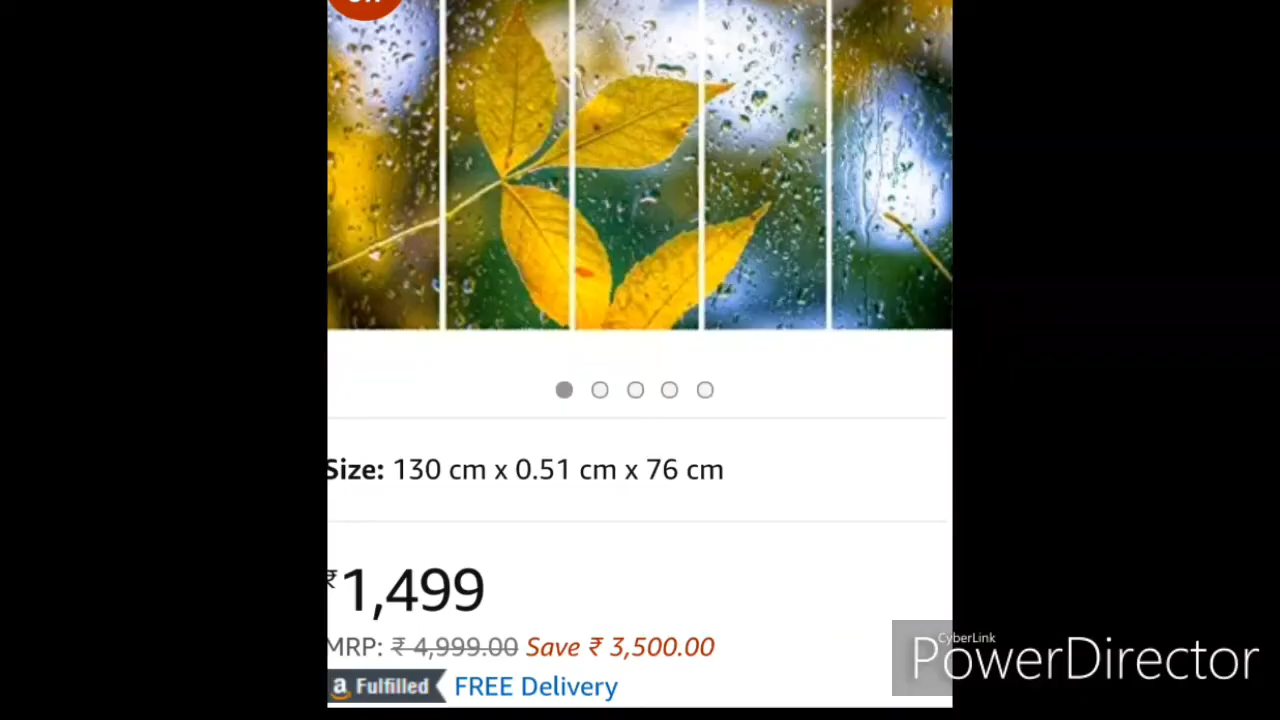 Size: 130 cm x 0.51 cm x 76 cm
₹1,499
MRP: ₹ 4,999.00 Save ₹ 3,500.00
a Fulfilled FREE Delivery
CyberLink
PowerDirector